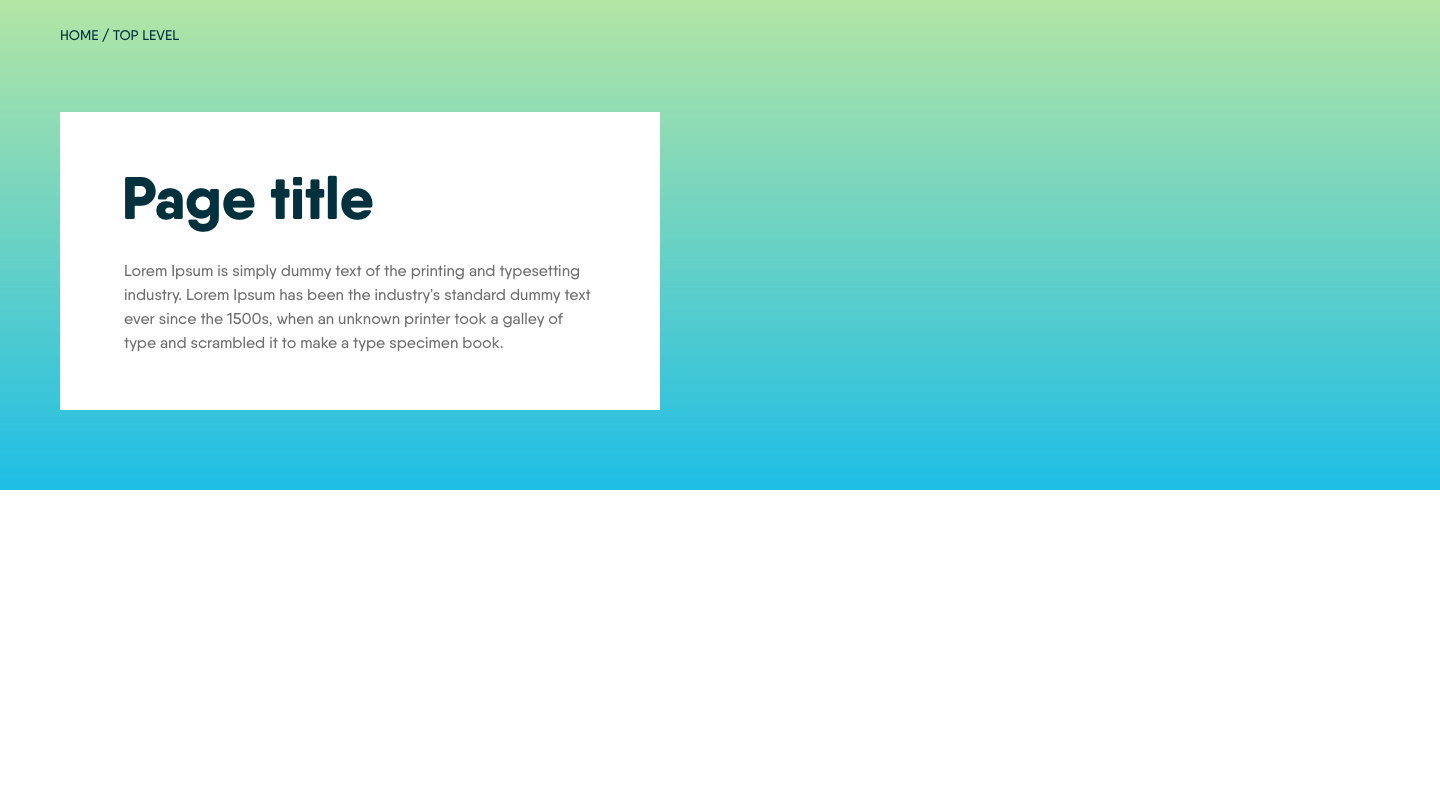 HOME / TOP LEVEL
Page title
Lorem Ipsum is simply dummy text of the printing and typesetting
industry. Lorem Ipsum has been the industry's standard dummy text
ever since the 1500s, when an unknown printer took a galley of
type and scrambled it to make a type specimen book.